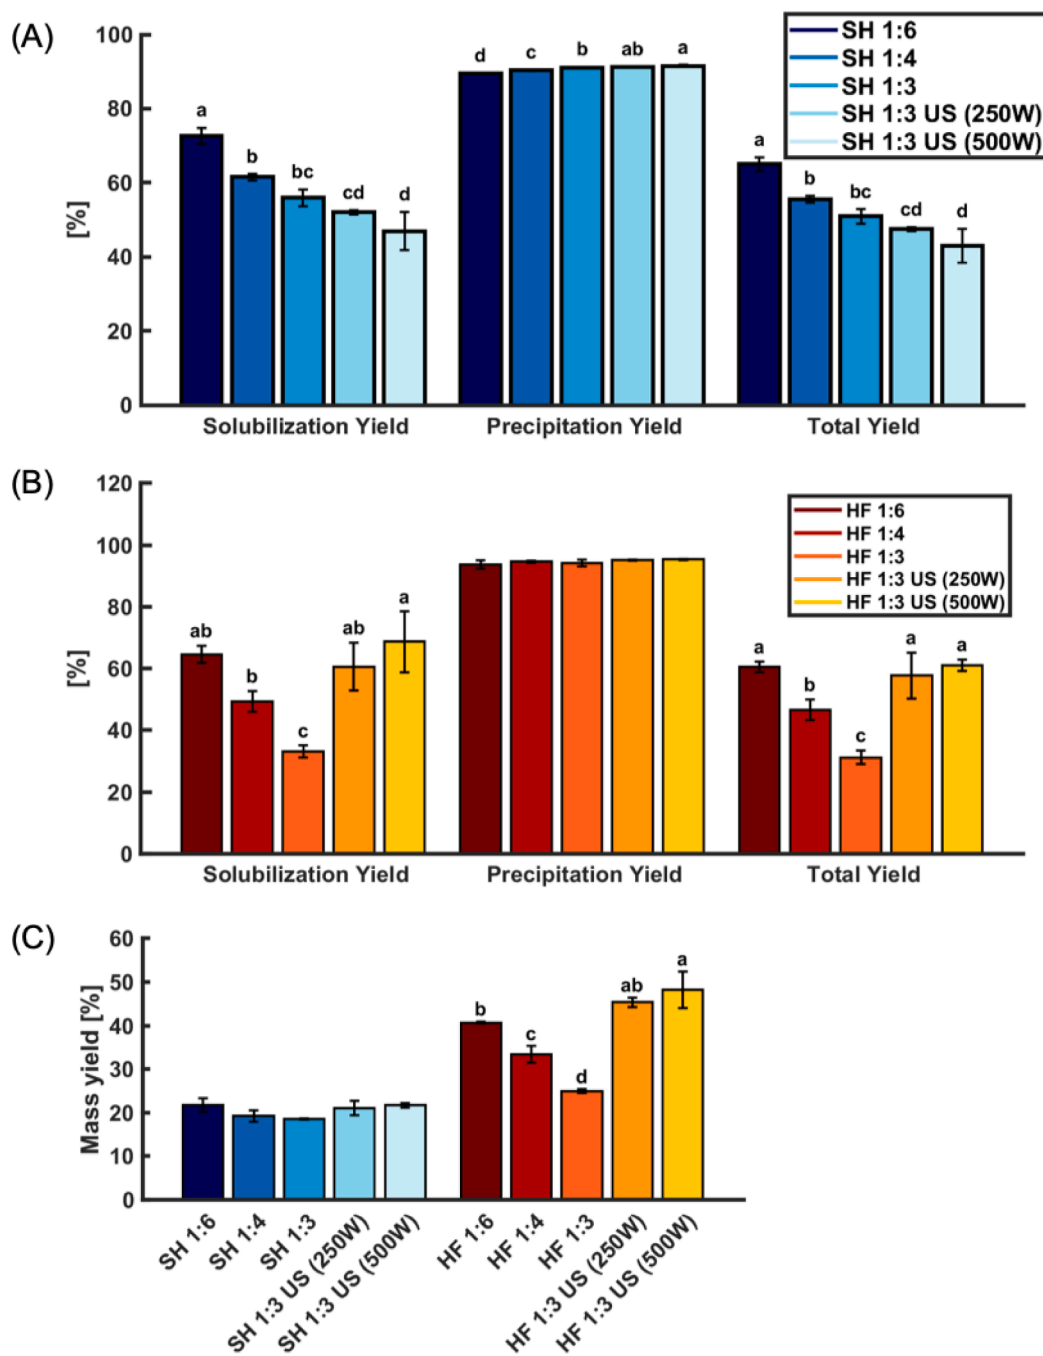 (A)
100
80
60
40
20
0
[%]
a
b
bc
cd
d
d
c
b
ab
a
a
b
bc
cd
d
SH 1:6
SH 1:4
SH 1:3
SH 1:3 US (250W)
SH 1:3 US (500W)
Solubilization Yield
Precipitation Yield
Total Yield
(B)
120
100
80
60
40
20
0
[%]
ab
b
c
ab
a
a
b
c
a
a
HF 1:6
HF 1:4
HF 1:3
HF 1:3 US (250W)
HF 1:3 US (500W)
Solubilization Yield
Precipitation Yield
Total Yield
(C)
60
50
40
30
20
10
0
Mass yield [%]
b
c
d
ab
a
SH 1:6
SH 1:4
SH 1:3
SH 1:3 US (250W)
SH 1:3 US (500W)
HF 1:6
HF 1:4
HF 1:3
HF 1:3 US (250W)
HF 1:3 US (500W)